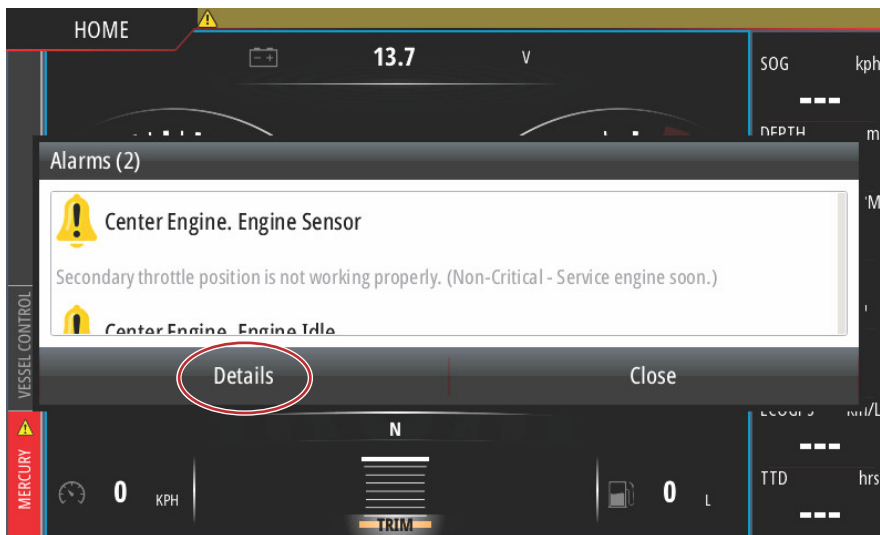 HOME
13.7 V
SOG kph
---
DEPTH m
Alarms (2)
Center Engine. Engine Sensor
Secondary throttle position is not working properly. (Non-Critical - Service engine soon.)
Center Engine. Engine Idle
Details Close
VESSEL CONTROL
MERCURY
N
0 KPH
TRIM
0 L
---
TTD hrs
---